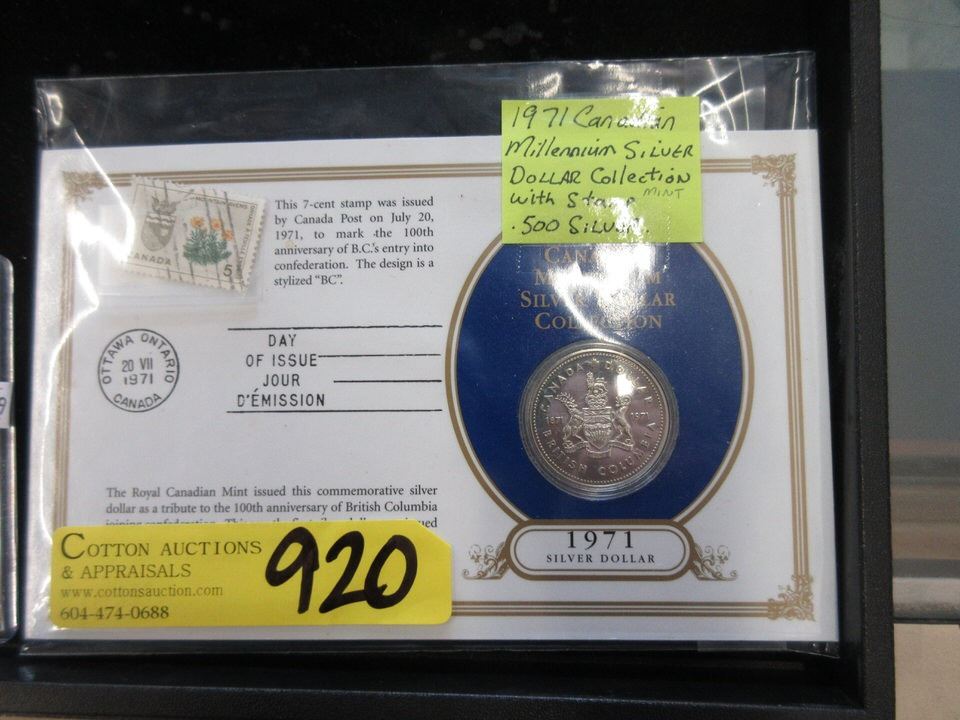 1971 Canadian
Millennium SILVER
DOLLAR Collection
with Stamp MINT
.500 SILVER.
CANADA
5
This 7-cent stamp was issued
by Canada Post on July 20,
1971, to mark the 100th
anniversary of B.C.'s entry into
confederation. The design is a
stylized "BC".
SILVER DOLLAR
COLLECTION
OTTAWA ONTARIO
20 VII
1971
CANADA
DAY
OF ISSUE
JOUR
D'ÉMISSION
CANADA DOLLAR
1871 1971
BRITISH COLUMBIA
The Royal Canadian Mint issued this commemorative silver
dollar as a tribute to the 100th anniversary of British Columbia
joining confederation.
1971
SILVER DOLLAR
COTTON AUCTIONS
& APPRAISALS
www.cottonsauction.com
604-474-0688
920